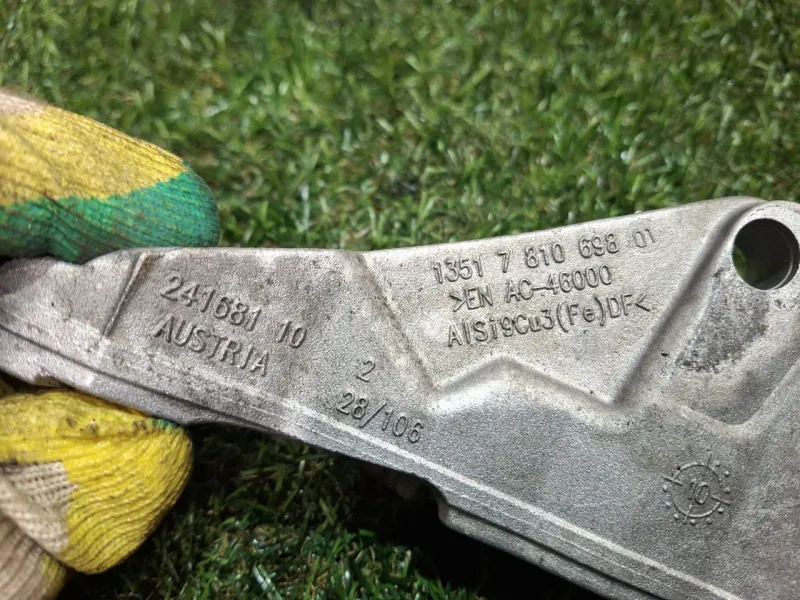 241681 10
AUSTRIA
2
28/106
1351 7 810 698 01
>EN AC-46000
AlSi9Cu3(Fe)DF<
10